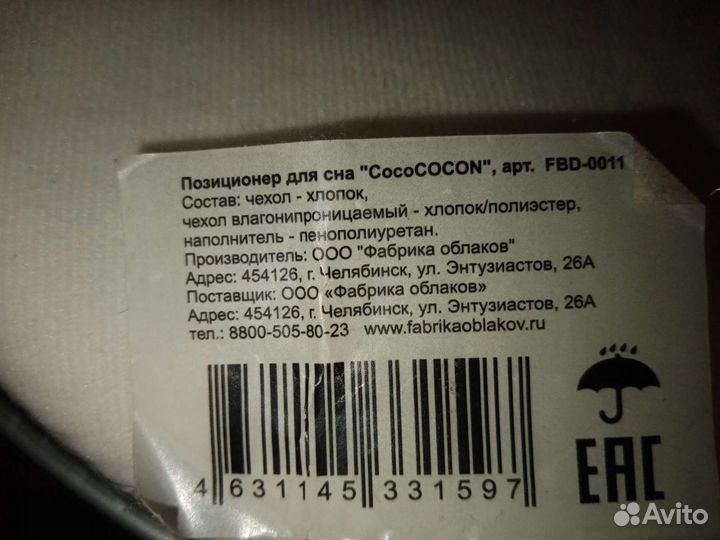 Позиционер для сна "CocoCOCON", арт. FBD-0011
Состав: чехол - хлопок,
чехол влагонипроницаемый - хлопок/полиэстер,
наполнитель - пенополиуретан.
Производитель: ООО "Фабрика облаков"
Адрес: 454126, г. Челябинск, ул. Энтузиастов, 26А
Поставщик: ООО «Фабрика облаков»
Адрес: 454126, г. Челябинск, ул. Энтузиастов, 26А
тел.: 8800-505-80-23 www.fabrikaoblakov.ru
4 631145 331597
EAC
Avito